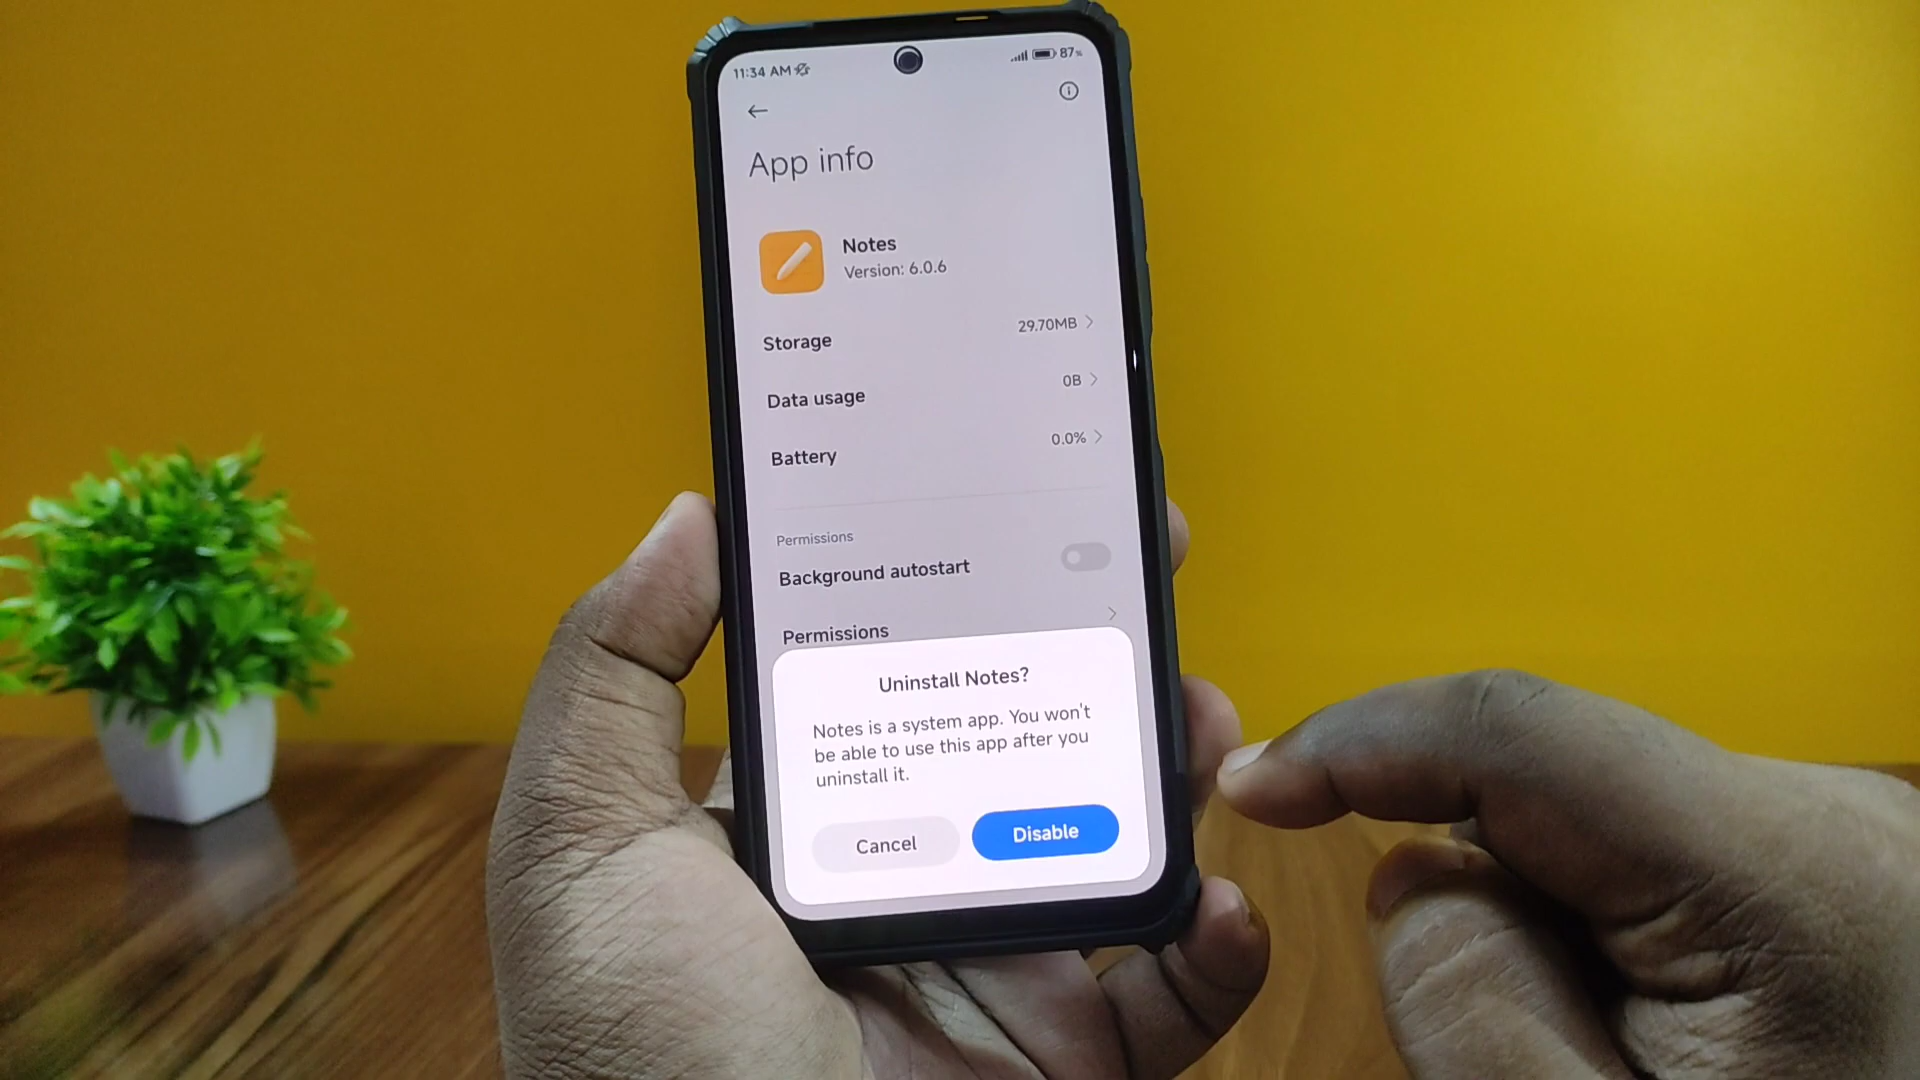 11:34 AM
87%
App info
Notes
Version: 6.0.6
Storage
29.70MB
Data usage
0B
Battery
0.0%
Permissions
Background autostart
Permissions
Uninstall Notes?
Notes is a system app. You won't
be able to use this app after you
uninstall it.
Cancel
Disable